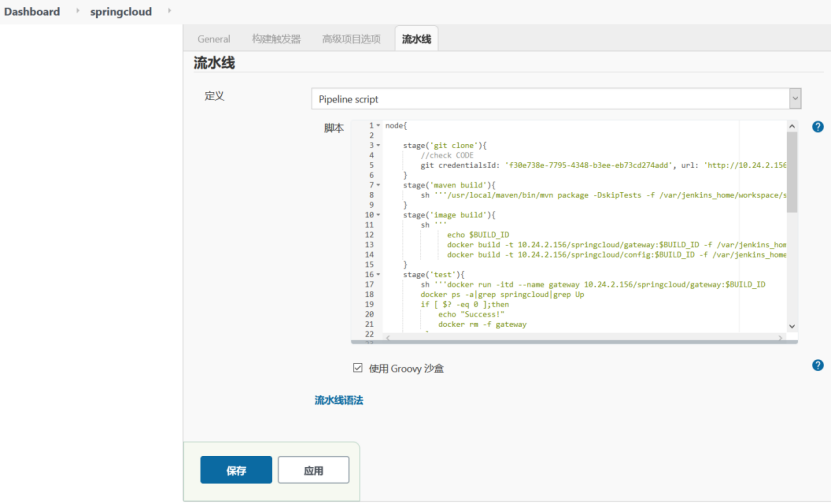 Dashboard springcloud
General 构建触发器 高级项目选项 流水线
流水线
定义 Pipeline script
脚本
1 node{
2
3 stage('git clone'){
4 //check CODE
5 git credentialsId: 'f30e738e-7795-4348-b3ee-eb73cd274add', url: 'http://10.24.2.156
6 }
7 stage('maven build'){
8 sh '''/usr/local/maven/bin/mvn package -DskipTests -f /var/jenkins_home/workspace/s
9 }
10 stage('image build'){
11 sh '''
12 echo $BUILD_ID
13 docker build -t 10.24.2.156/springcloud/gateway:$BUILD_ID -f /var/jenkins_hom
14 docker build -t 10.24.2.156/springcloud/config:$BUILD_ID -f /var/jenkins_home
15 }
16 stage('test'){
17 sh '''docker run -itd --name gateway 10.24.2.156/springcloud/gateway:$BUILD_ID
18 docker ps -a|grep springcloud|grep Up
19 if [ $? -eq 0 ];then
20 echo "Success!"
21 docker rm -f gateway
22
使用 Groovy 沙盒
流水线语法
保存 应用